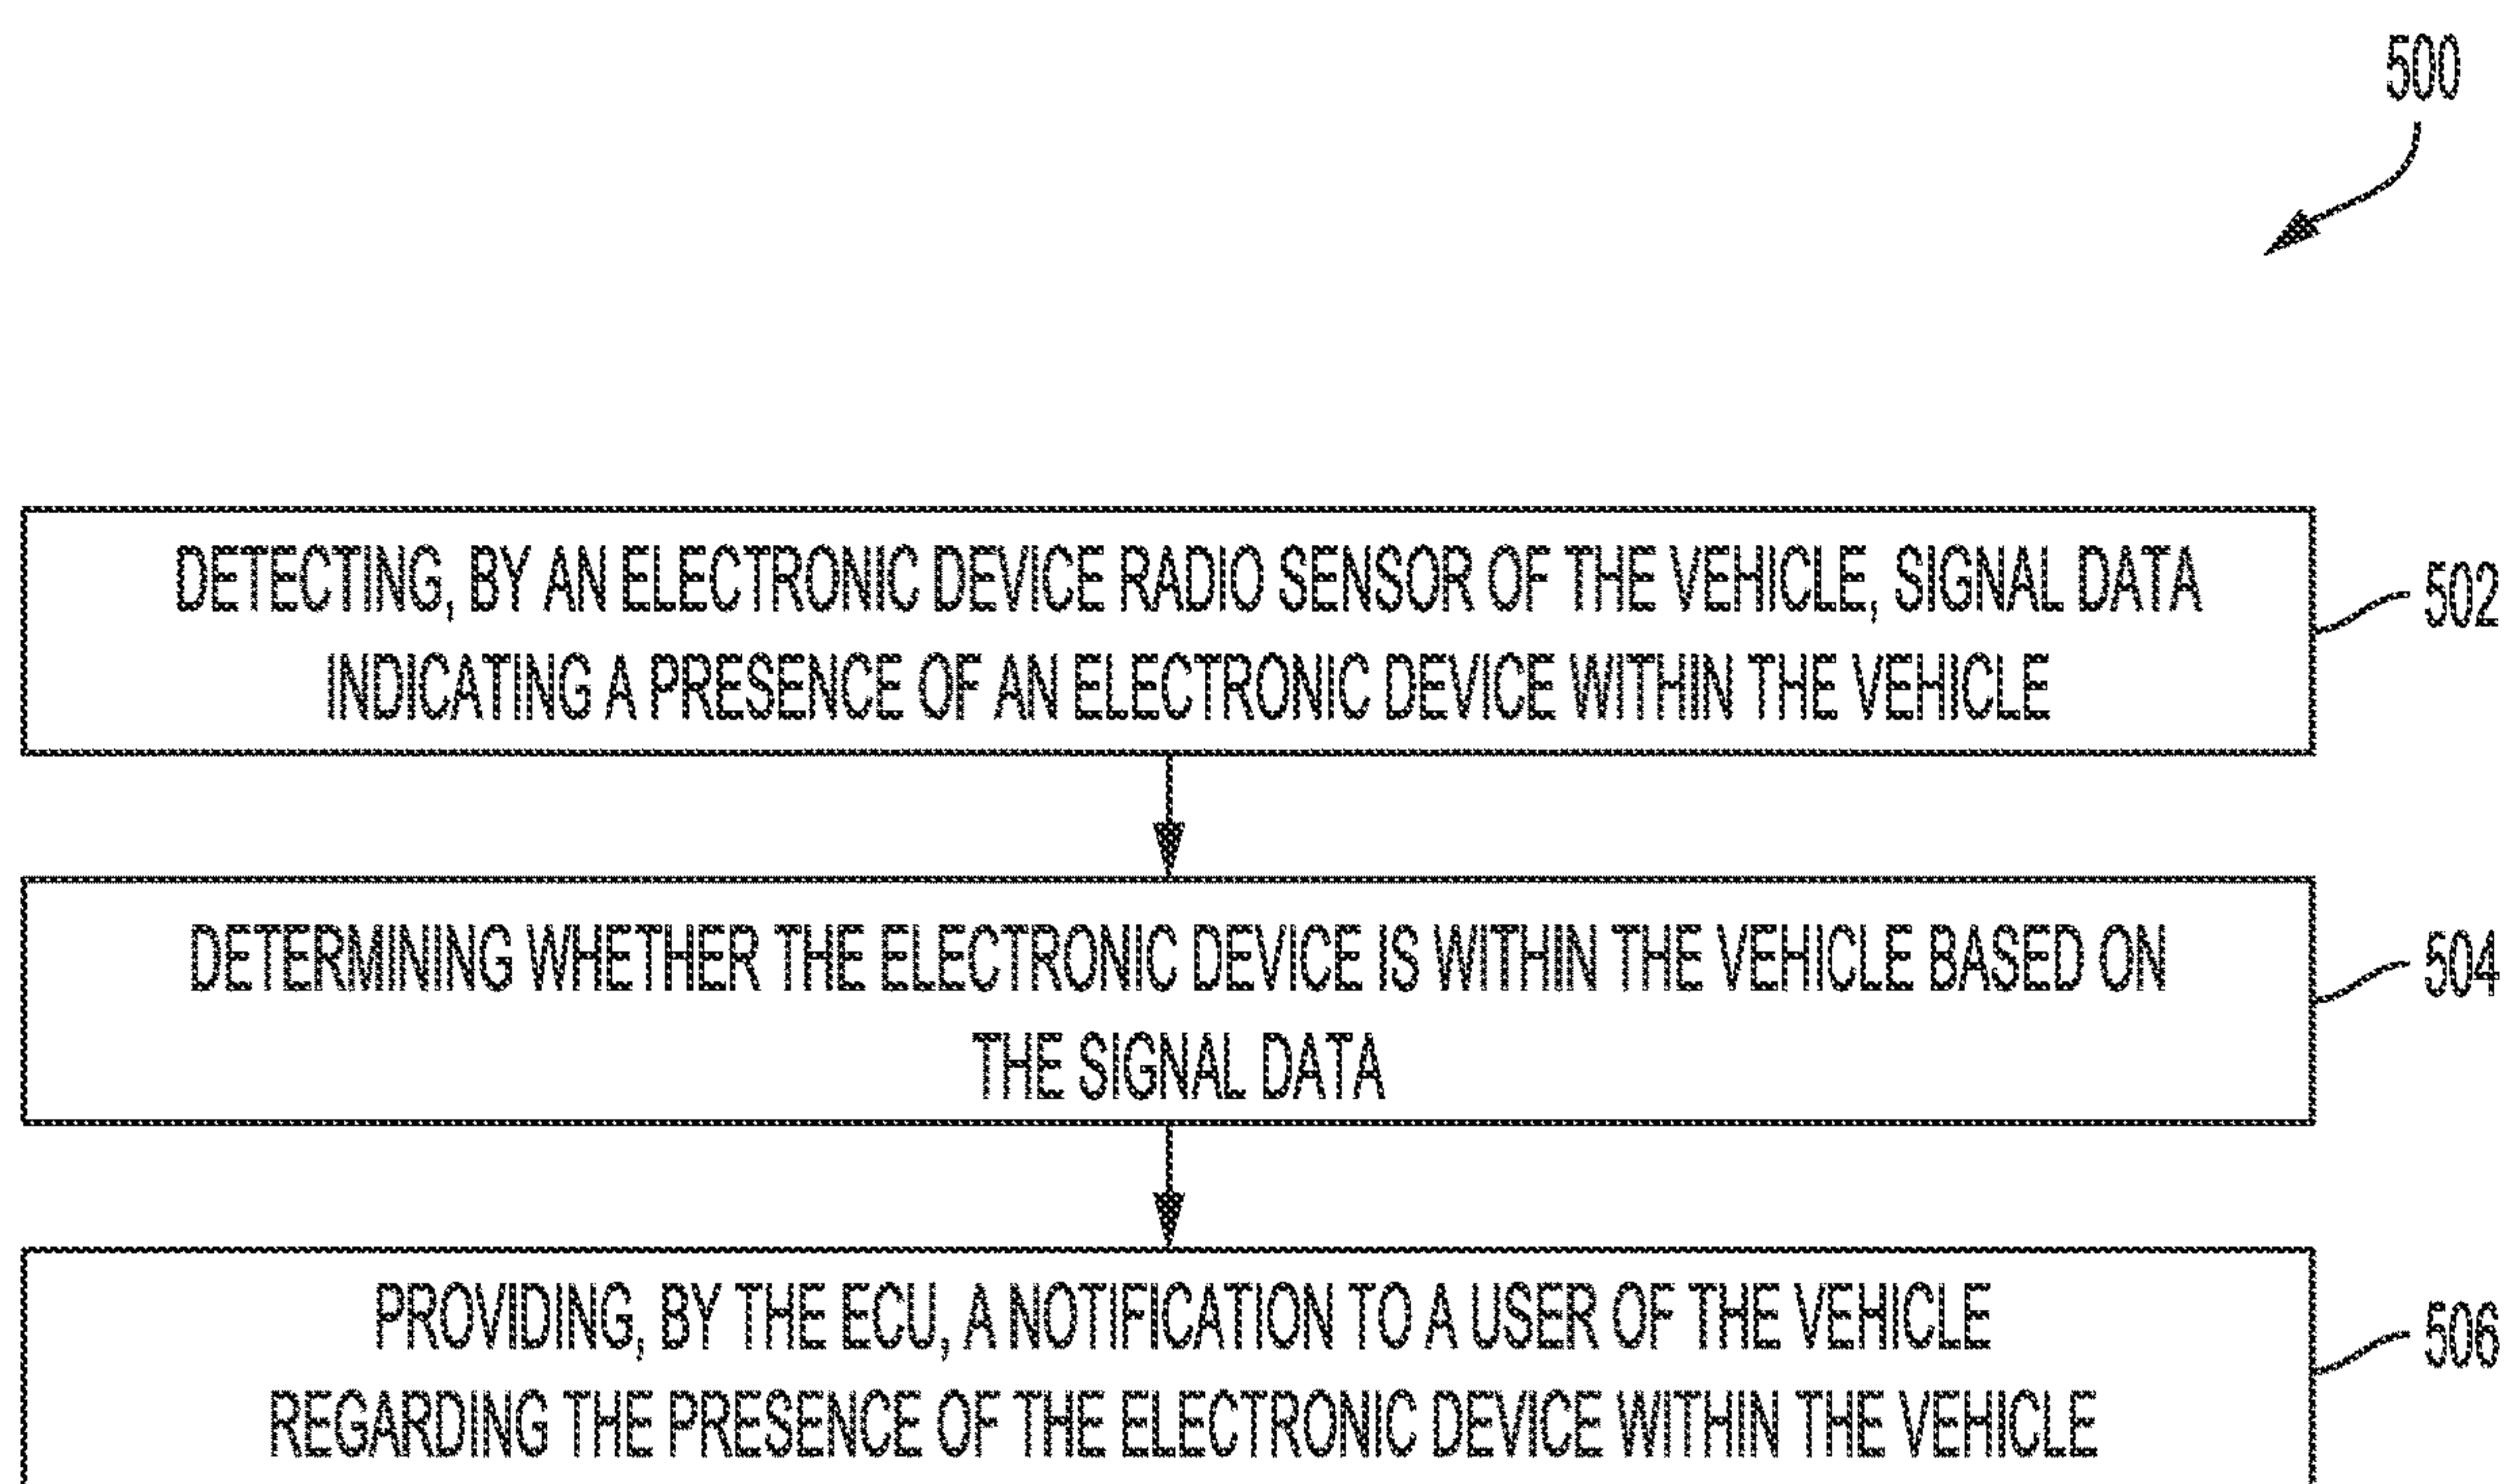 500
DETECTING, BY AN ELECTRONIC DEVICE RADIO SENSOR OF THE VEHICLE, SIGNAL DATA
INDICATING A PRESENCE OF AN ELECTRONIC DEVICE WITHIN THE VEHICLE
502
DETERMINING WHETHER THE ELECTRONIC DEVICE IS WITHIN THE VEHICLE BASED ON
THE SIGNAL DATA
504
PROVIDING, BY THE ECU, A NOTIFICATION TO A USER OF THE VEHICLE
REGARDING THE PRESENCE OF THE ELECTRONIC DEVICE WITHIN THE VEHICLE
506